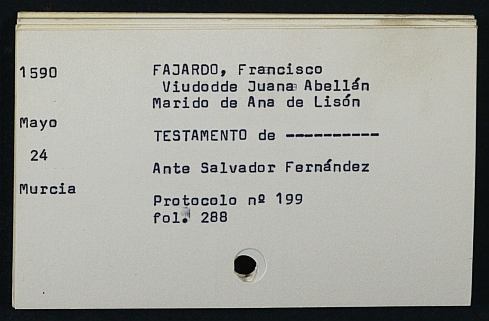 1590
FAJARDO, Francisco
Viudodde Juana Abellán
Marido de Ana de Lisón
Mayo
TESTAMENTO de ----------
24
Ante Salvador Fernández
Murcia
Protocolo nº 199
fol. 288